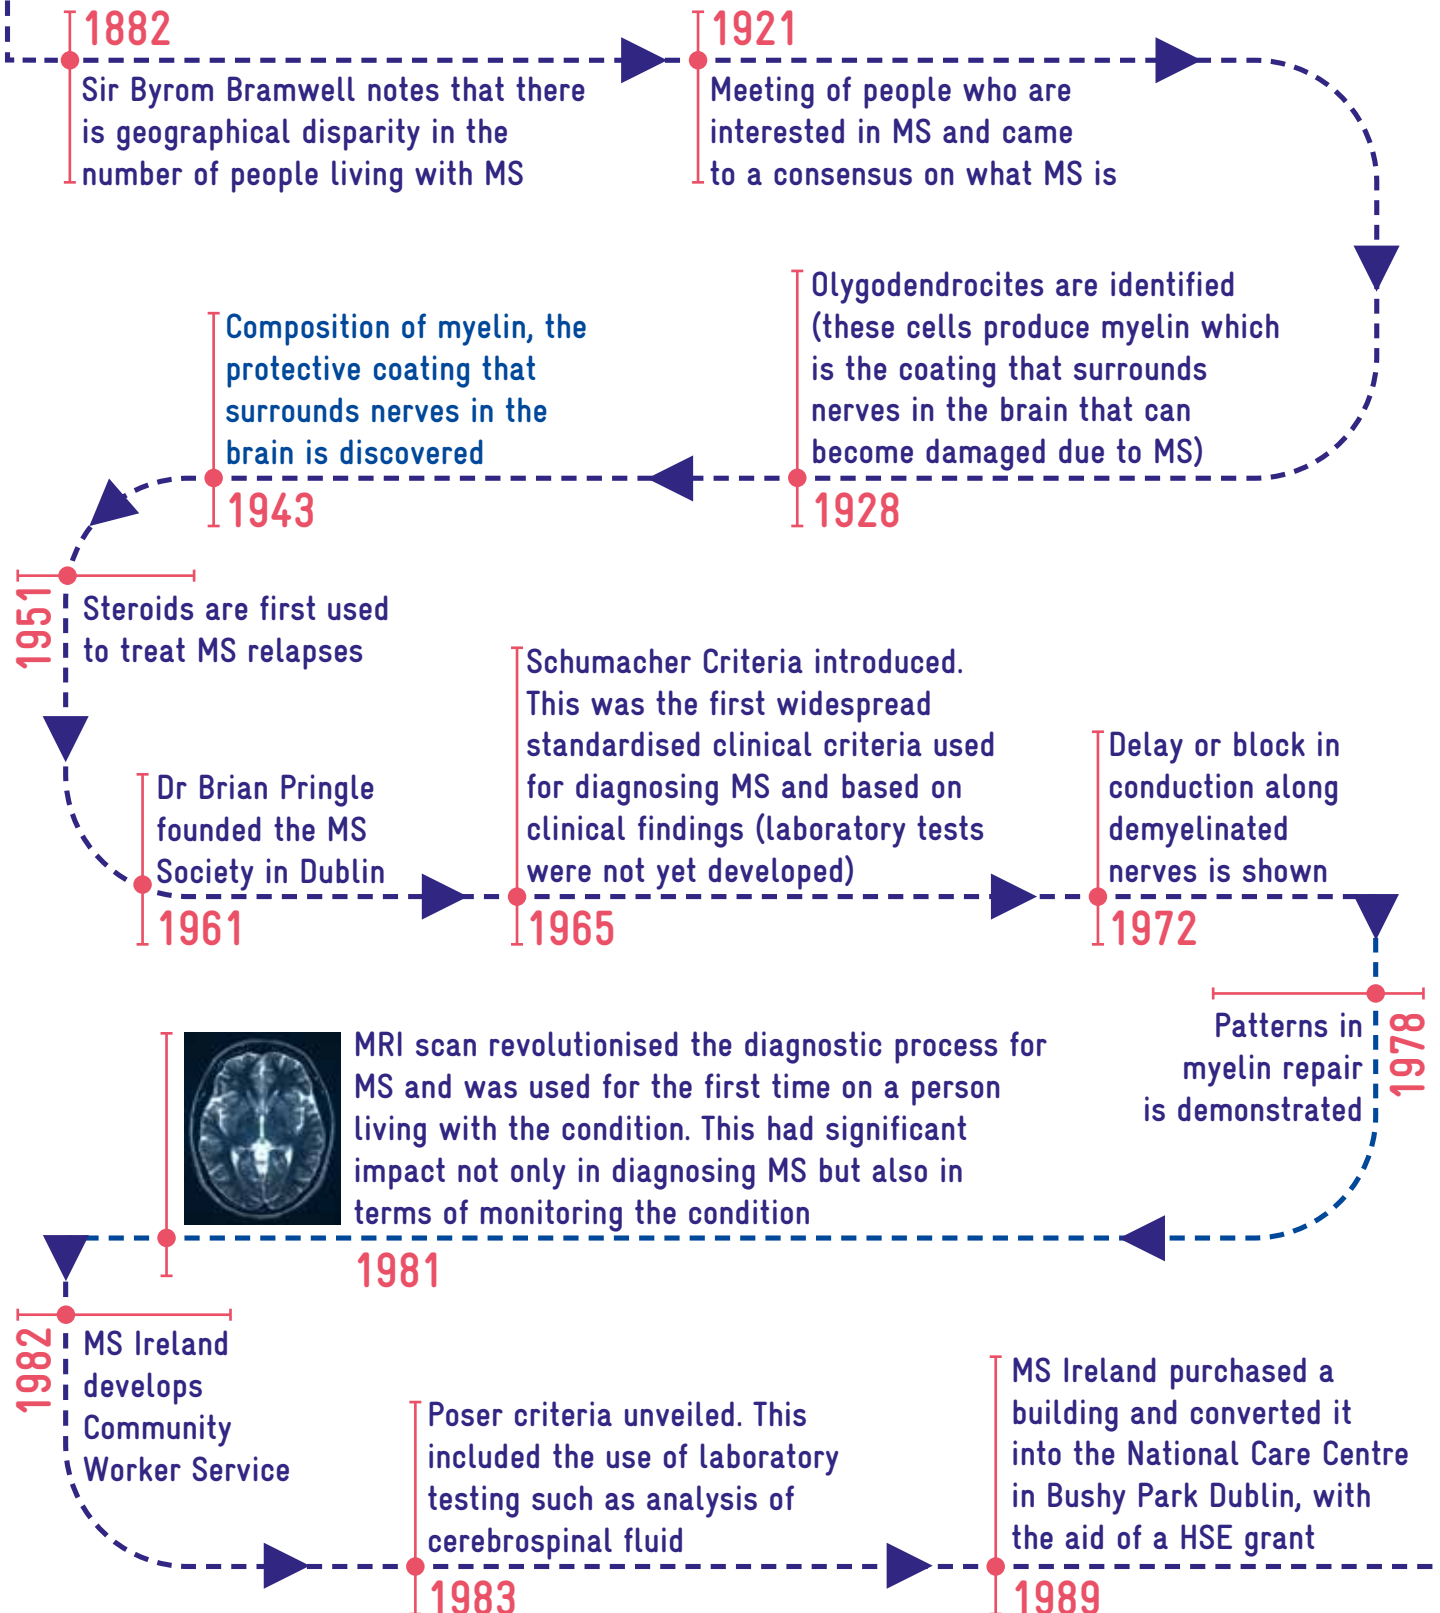 1882
Sir Byrom Bramwell notes that there
is geographical disparity in the
number of people living with MS
1921
Meeting of people who are
interested in MS and came
to a consensus on what MS is
Olygodendrocites are identified
(these cells produce myelin which
is the coating that surrounds
nerves in the brain that can
become damaged due to MS)
1928
Composition of myelin, the
protective coating that
surrounds nerves in the
brain is discovered
1943
1951
Steroids are first used
to treat MS relapses
Dr Brian Pringle
founded the MS
Society in Dublin
1961
Schumacher Criteria introduced.
This was the first widespread
standardised clinical criteria used
for diagnosing MS and based on
clinical findings (laboratory tests
were not yet developed)
1965
Delay or block in
conduction along
demyelinated
nerves is shown
1972
1978
Patterns in
myelin repair
is demonstrated
MRI scan revolutionised the diagnostic process for
MS and was used for the first time on a person
living with the condition. This had significant
impact not only in diagnosing MS but also in
terms of monitoring the condition
1981
1982
MS Ireland
develops
Community
Worker Service
Poser criteria unveiled. This
included the use of laboratory
testing such as analysis of
cerebrospinal fluid
1983
MS Ireland purchased a
building and converted it
into the National Care Centre
in Bushy Park Dublin, with
the aid of a HSE grant
1989